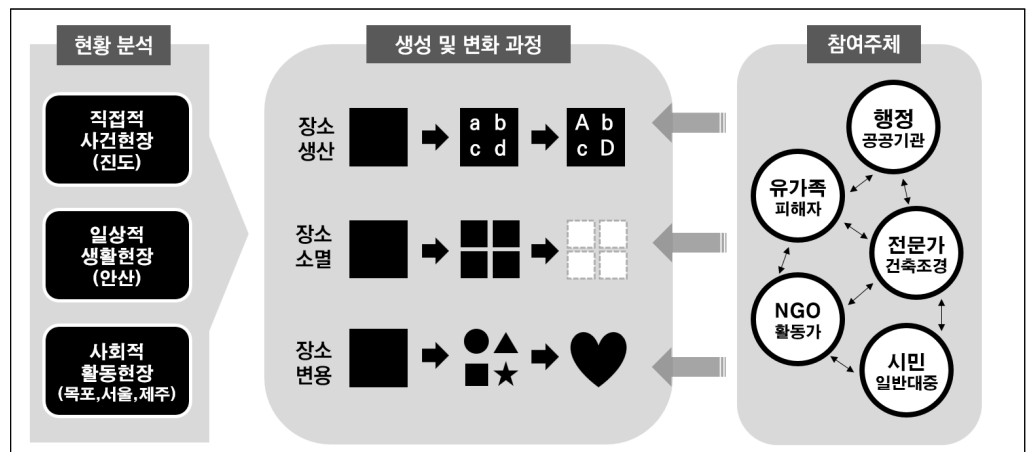 현황 분석
직접적
사건현장
(진도)
일상적
생활현장
(안산)
사회적
활동현장
(목포,서울,제주)
생성 및 변화 과정
장소
생산
a b
c d
A b
c D
장소
소멸
장소
변용
참여주체
행정
공공기관
유가족
피해자
전문가
건축조경
NGO
활동가
시민
일반대중